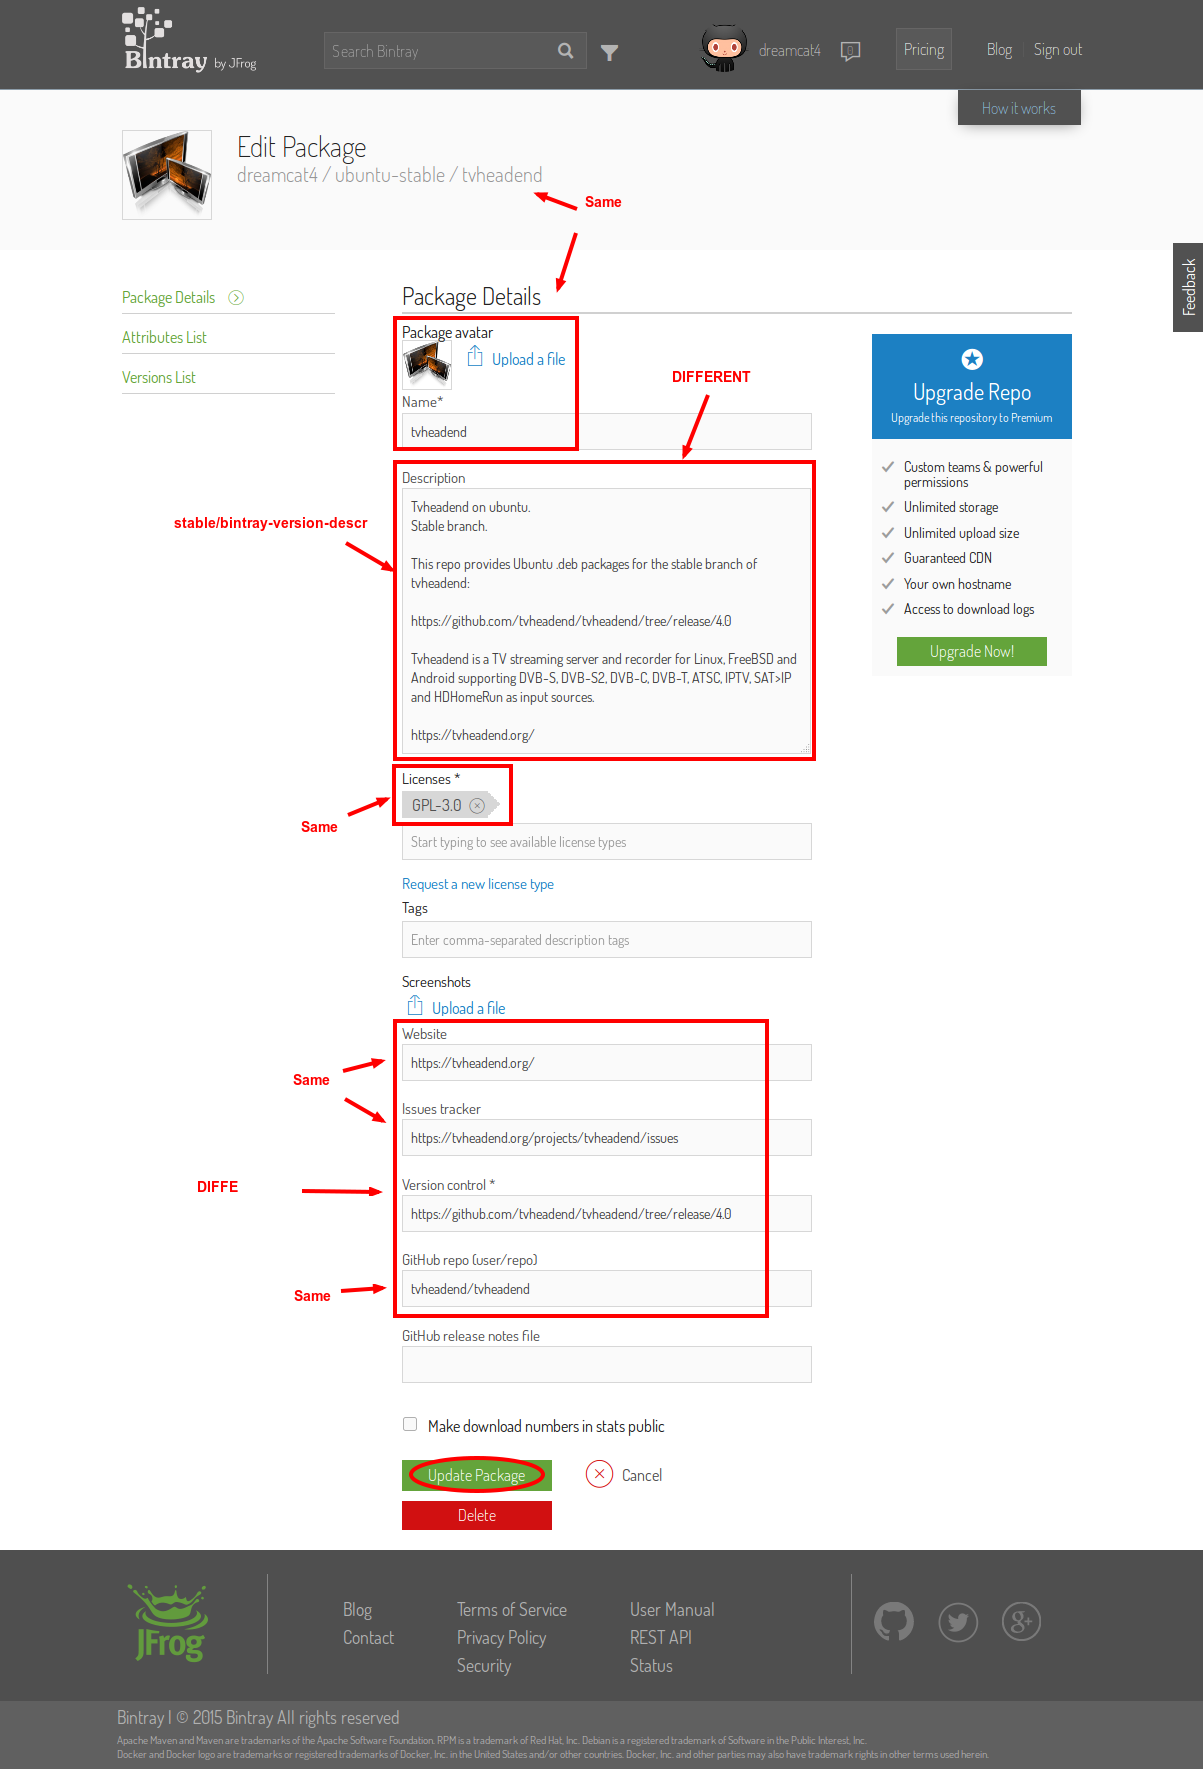 Bintray by JFrog
Search Bintray
dreamcat4
0
Pricing
Blog
Sign out
How it works
Edit Package
dreamcat4 / ubuntu-stable / tvheadend
Same
Feedback
Package Details
Attributes List
Versions List
Package Details
Package avatar
Upload a file
Name*
tvheadend
DIFFERENT
Description
Tvheadend on ubuntu.
Stable branch.
This repo provides Ubuntu .deb packages for the stable branch of
tvheadend:
https://github.com/tvheadend/tvheadend/tree/release/4.0
Tvheadend is a TV streaming server and recorder for Linux, FreeBSD and
Android supporting DVB-S, DVB-S2, DVB-C, DVB-T, ATSC, IPTV, SAT>IP
and HDHomeRun as input sources.
https://tvheadend.org/
stable/bintray-version-descr
Upgrade Repo
Upgrade this repository to Premium
Custom teams & powerful
permissions
Unlimited storage
Unlimited upload size
Guaranteed CDN
Your own hostname
Access to download logs
Upgrade Now!
Licenses *
GPL-3.0
Same
Start typing to see available license types
Request a new license type
Tags
Enter comma-separated description tags
Screenshots
Upload a file
Website
https://tvheadend.org/
Same
Issues tracker
https://tvheadend.org/projects/tvheadend/issues
DIFFE
Version control *
https://github.com/tvheadend/tvheadend/tree/release/4.0
GitHub repo (user/repo)
tvheadend/tvheadend
Same
GitHub release notes file
Make download numbers in stats public
Update Package
Cancel
Delete
JFrog
Blog
Contact
Terms of Service
Privacy Policy
Security
User Manual
REST API
Status
g+
Bintray | © 2015 Bintray All rights reserved
Apache Maven and Maven are trademarks of the Apache Software Foundation. RPM is a trademark of Red Hat, Inc. Debian is a registered trademark of Software in the Public Interest, Inc.
Docker and Docker logo are trademarks or registered trademarks of Docker, Inc. in the United States and/or other countries. Docker, Inc. and other parties may also have trademark rights in other terms used herein.